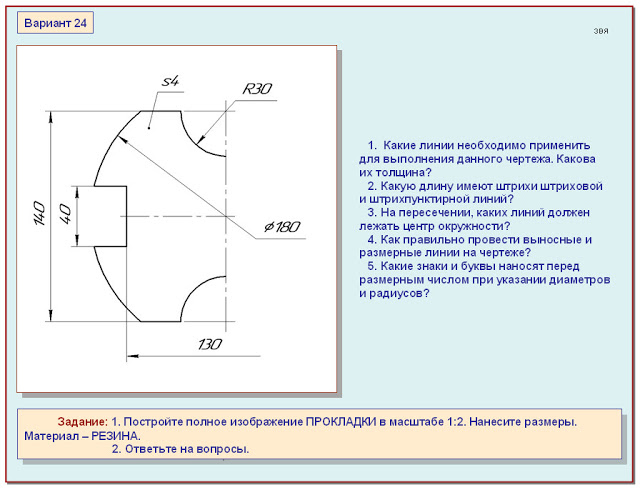 Вариант 24
звя
s4
R30
140
40
⌀180
130
1. Какие линии необходимо применить
для выполнения данного чертежа. Какова
их толщина?
2. Какую длину имеют штрихи штриховой
и штрихпунктирной линий?
3. На пересечении, каких линий должен
лежать центр окружности?
4. Как правильно провести выносные и
размерные линии на чертеже?
5. Какие знаки и буквы наносят перед
размерным числом при указании диаметров
и радиусов?
Задание: 1. Постройте полное изображение ПРОКЛАДКИ в масштабе 1:2. Нанесите размеры.
Материал – РЕЗИНА.
2. Ответьте на вопросы.